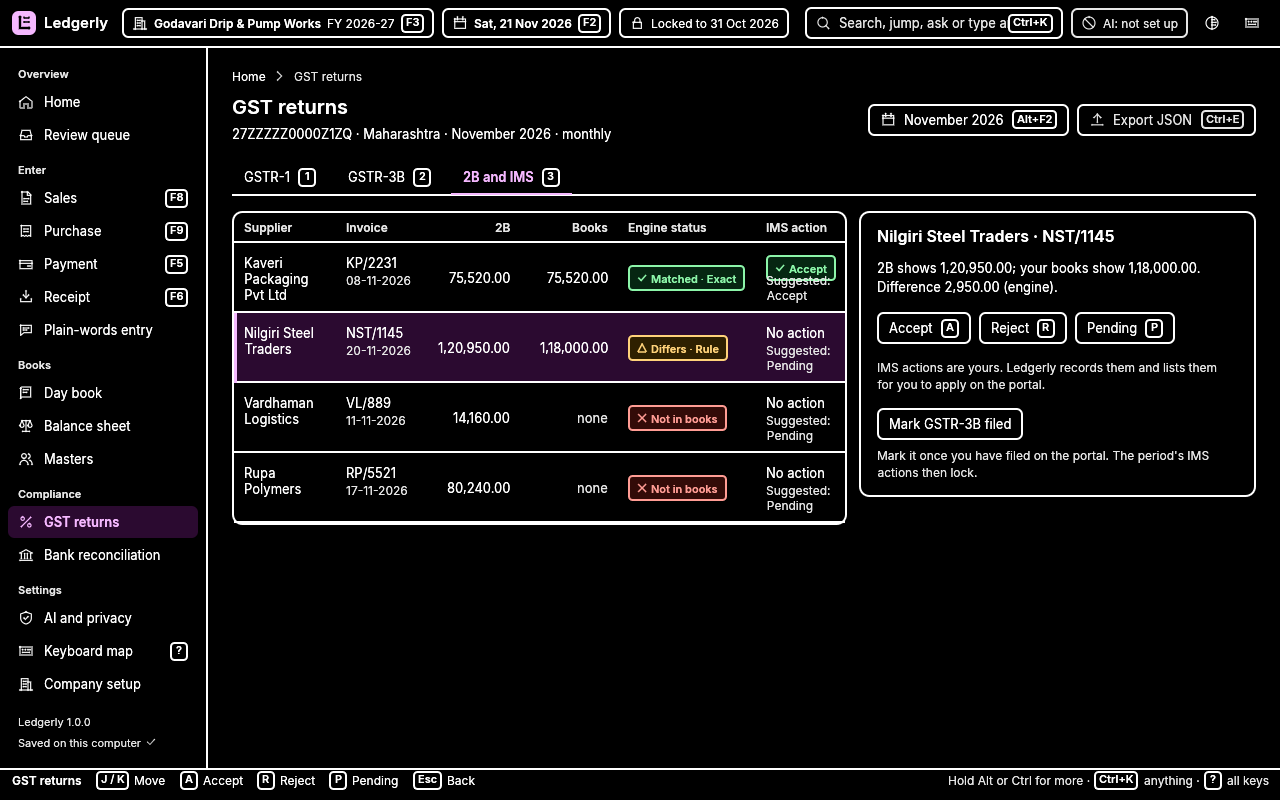 Ledgerly
Godavari Drip & Pump Works FY 2026-27 F3
Sat, 21 Nov 2026 F2
Locked to 31 Oct 2026
Search, jump, ask or type a Ctrl+K
AI: not set up
Overview
Home
Review queue
Enter
Sales F8
Purchase F9
Payment F5
Receipt F6
Plain-words entry
Books
Day book
Balance sheet
Masters
Compliance
GST returns
Bank reconciliation
Settings
AI and privacy
Keyboard map ?
Company setup
Ledgerly 1.0.0
Saved on this computer
Home GST returns
GST returns
27ZZZZZ0000Z1ZQ · Maharashtra · November 2026 · monthly
November 2026 Alt+F2
Export JSON Ctrl+E
GSTR-1 1 GSTR-3B 2 2B and IMS 3
Supplier Invoice 2B Books Engine status IMS action
Kaveri Packaging Pvt Ltd
KP/2231
08-11-2026
75,520.00 75,520.00 Matched · Exact
Accept
Suggested:
Accept
Nilgiri Steel Traders
NST/1145
20-11-2026
1,20,950.00 1,18,000.00 Differs · Rule
No action
Suggested:
Pending
Vardhaman Logistics
VL/889
11-11-2026
14,160.00 none Not in books
No action
Suggested:
Pending
Rupa Polymers
RP/5521
17-11-2026
80,240.00 none Not in books
No action
Suggested:
Pending
Nilgiri Steel Traders · NST/1145
2B shows 1,20,950.00; your books show 1,18,000.00.
Difference 2,950.00 (engine).
Accept A Reject R Pending P
IMS actions are yours. Ledgerly records them and lists them
for you to apply on the portal.
Mark GSTR-3B filed
Mark it once you have filed on the portal. The period's IMS
actions then lock.
GST returns J / K Move A Accept R Reject P Pending Esc Back
Hold Alt or Ctrl for more · Ctrl+K anything · ? all keys